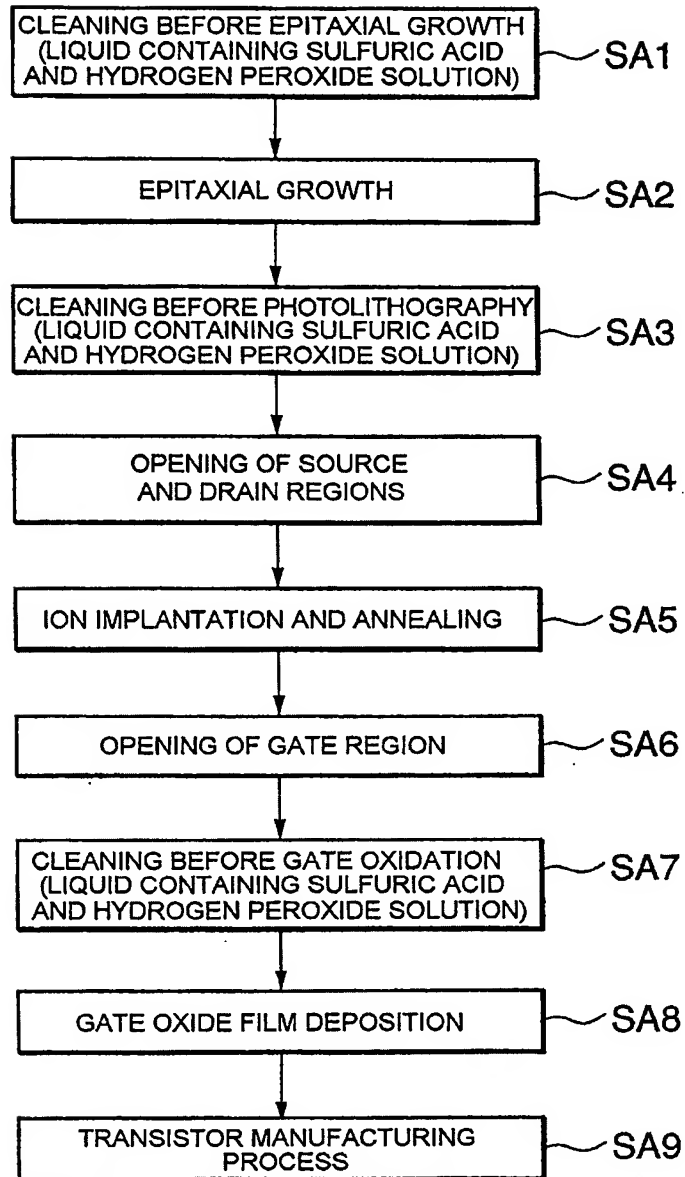 CLEANING BEFORE EPITAXIAL GROWTH
(LIQUID CONTAINING SULFURIC ACID
AND HYDROGEN PEROXIDE SOLUTION)
SA1
EPITAXIAL GROWTH
SA2
CLEANING BEFORE PHOTOLITHOGRAPHY
(LIQUID CONTAINING SULFURIC ACID
AND HYDROGEN PEROXIDE SOLUTION)
SA3
OPENING OF SOURCE
AND DRAIN REGIONS
SA4
ION IMPLANTATION AND ANNEALING
SA5
OPENING OF GATE REGION
SA6
CLEANING BEFORE GATE OXIDATION
(LIQUID CONTAINING SULFURIC ACID
AND HYDROGEN PEROXIDE SOLUTION)
SA7
GATE OXIDE FILM DEPOSITION
SA8
TRANSISTOR MANUFACTURING
PROCESS
SA9